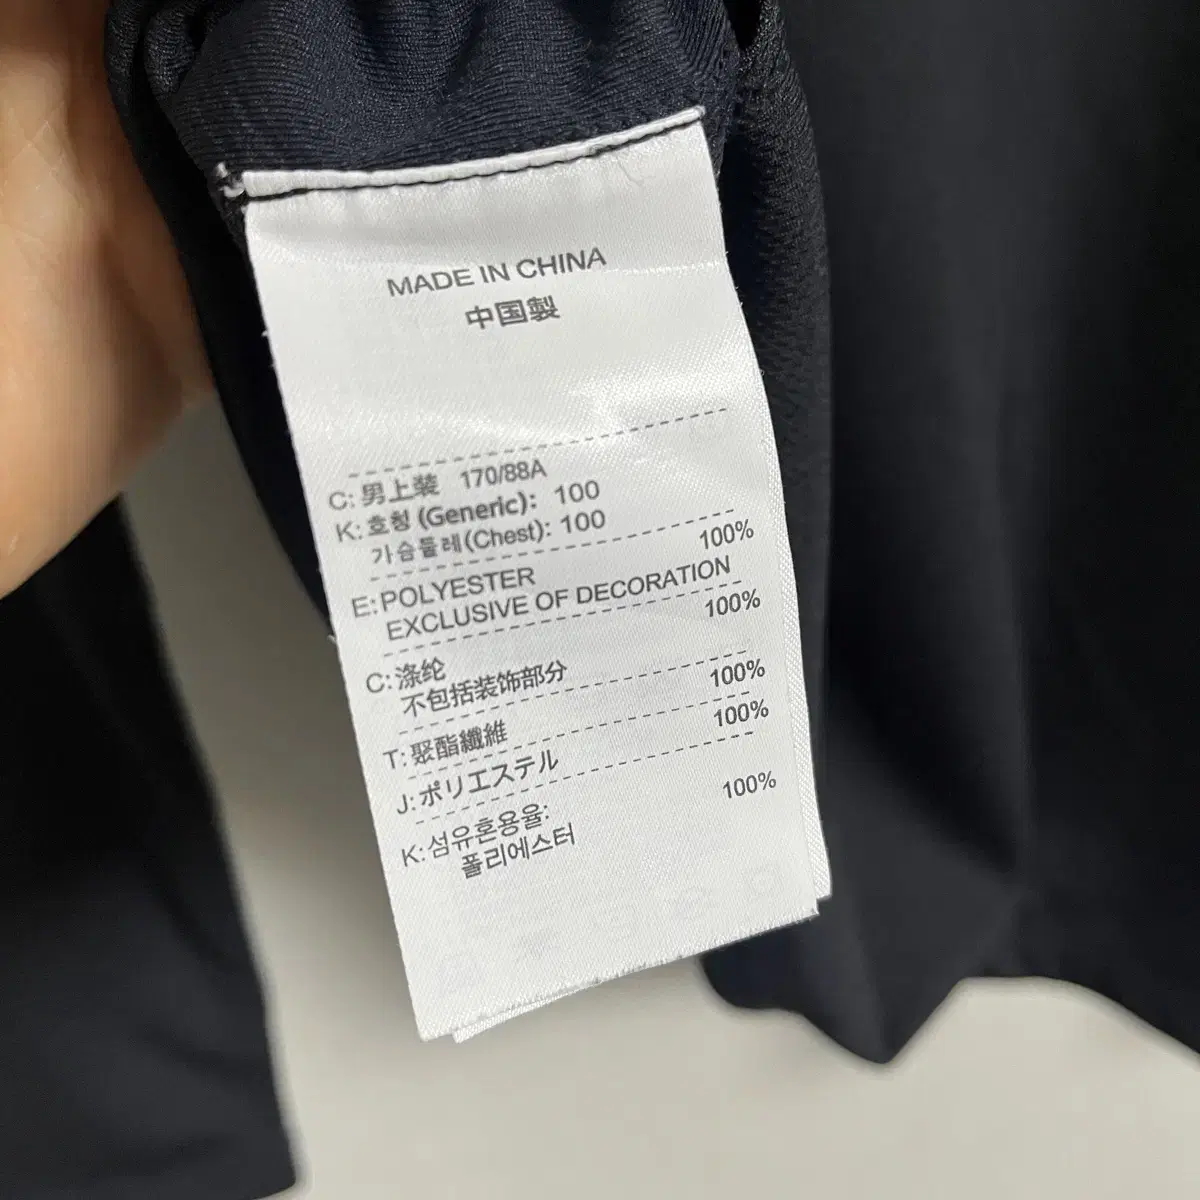 MADE IN CHINA
中国製
C: 男上装 170/88A
K: 호칭 (Generic): 100
가슴둘레(Chest): 100
E: POLYESTER 100%
EXCLUSIVE OF DECORATION
C: 涤纶 100%
不包括装饰部分
T: 聚酯纖維 100%
J: ポリエステル 100%
K: 섬유혼용율:
폴리에스터 100%